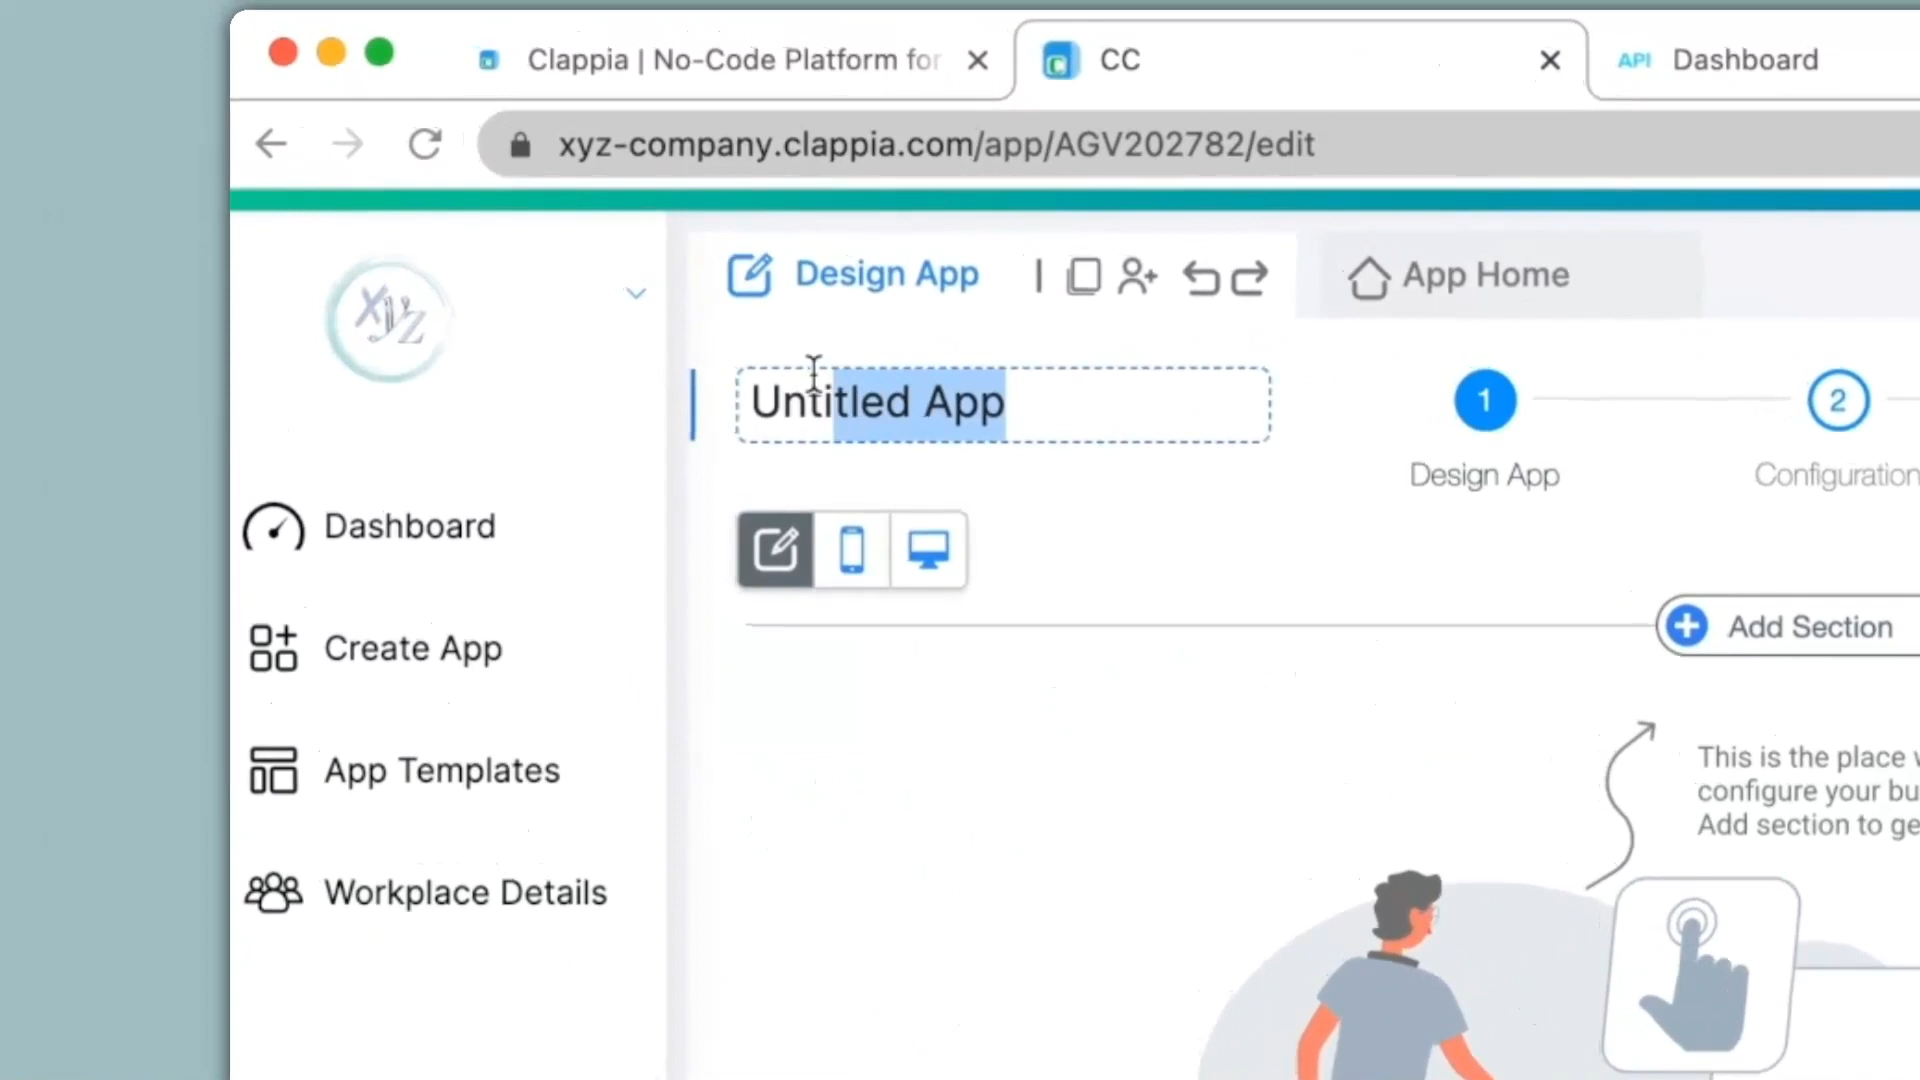 Clappia | No-Code Platform for
CC
API Dashboard
xyz-company.clappia.com/app/AGV202782/edit
xyz
Design App
App Home
Untitled App
1
2
Design App
Configuration
Dashboard
Create App
App Templates
Workplace Details
Add Section
This is the place
configure your bu
Add section to ge